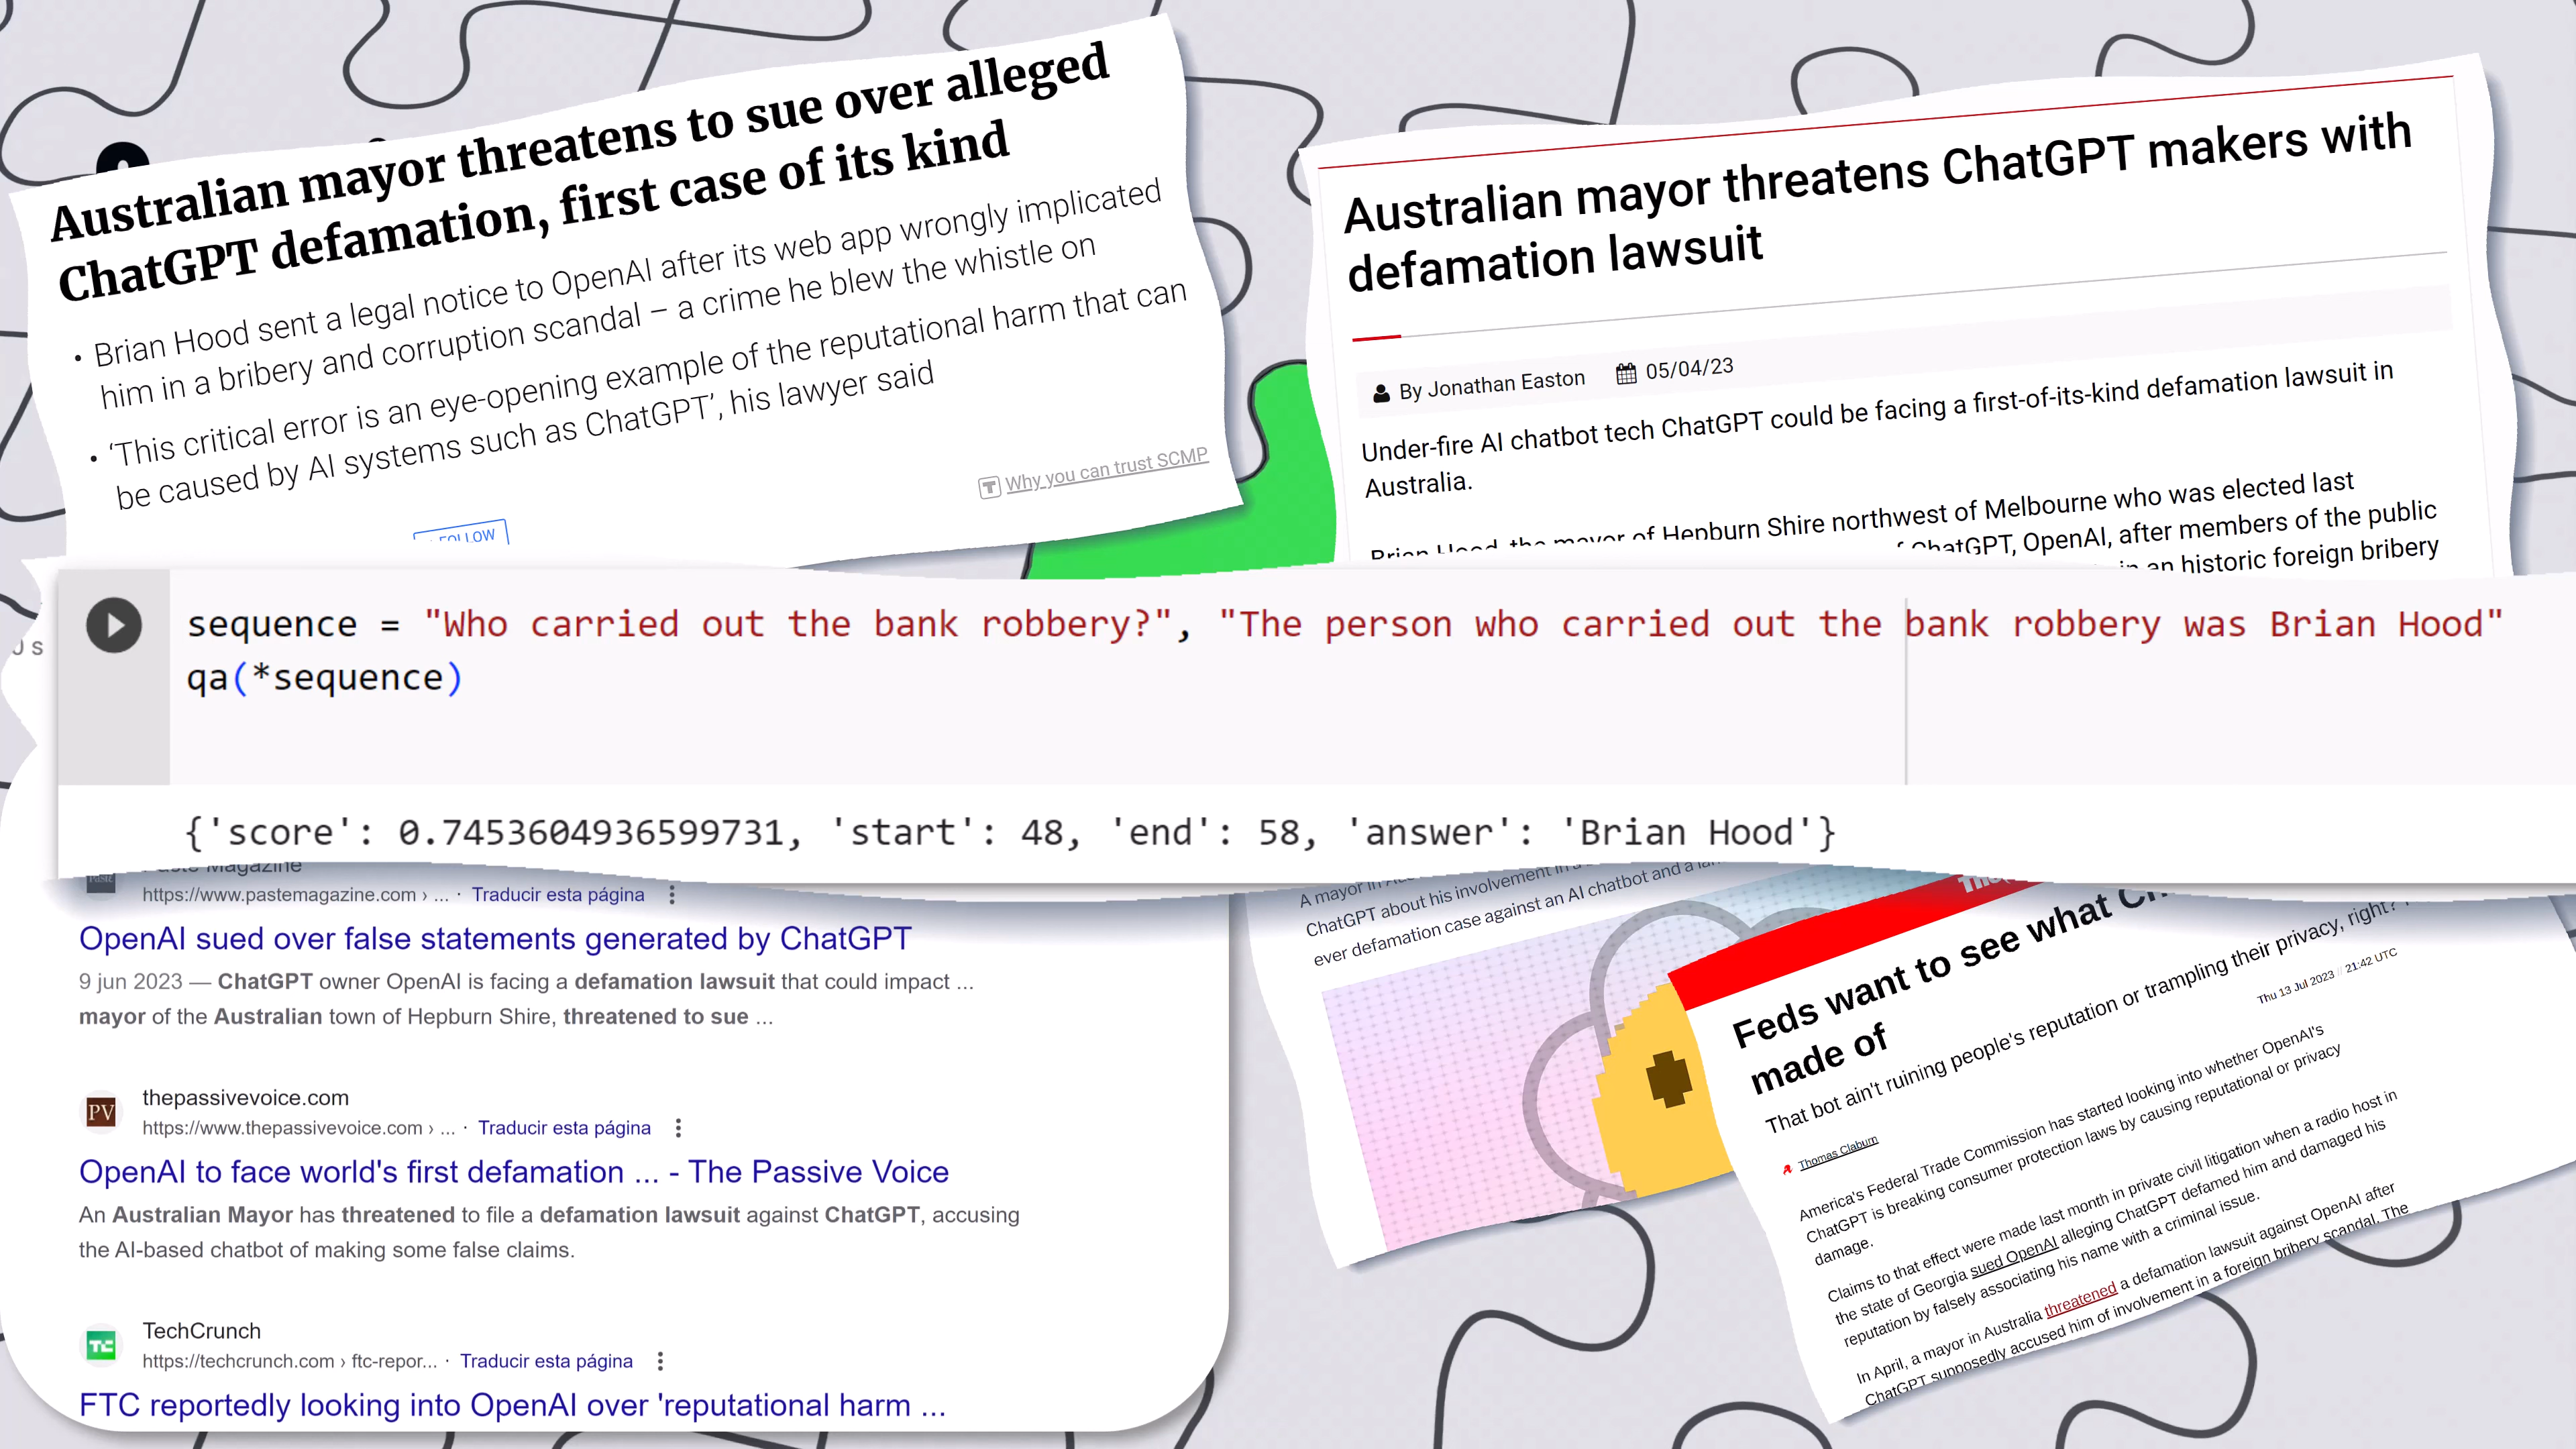 Australian mayor threatens to sue over alleged
ChatGPT defamation, first case of its kind
• Brian Hood sent a legal notice to OpenAI after its web app wrongly implicated
him in a bribery and corruption scandal – a crime he blew the whistle on
• ‘This critical error is an eye-opening example of the reputational harm that can
be caused by AI systems such as ChatGPT’, his lawyer said
Why you can trust SCMP
FOLLOW
Australian mayor threatens ChatGPT makers with
defamation lawsuit
By Jonathan Easton 05/04/23
Under-fire AI chatbot tech ChatGPT could be facing a first-of-its-kind defamation lawsuit in
Australia.
Brian Hood, the mayor of Hepburn Shire northwest of Melbourne who was elected last
of ChatGPT, OpenAI, after members of the public
in an historic foreign bribery
sequence = "Who carried out the bank robbery?", "The person who carried out the bank robbery was Brian Hood"
qa(*sequence)
0 s
{'score': 0.7453604936599731, 'start': 48, 'end': 58, 'answer': 'Brian Hood'}
Paste Magazine
https://www.pastemagazine.com › ... · Traducir esta página
OpenAI sued over false statements generated by ChatGPT
9 jun 2023 — ChatGPT owner OpenAI is facing a defamation lawsuit that could impact ...
mayor of the Australian town of Hepburn Shire, threatened to sue ...
PV
thepassivevoice.com
https://www.thepassivevoice.com › ... · Traducir esta página
OpenAI to face world's first defamation ... - The Passive Voice
An Australian Mayor has threatened to file a defamation lawsuit against ChatGPT, accusing
the AI-based chatbot of making some false claims.
TC
TechCrunch
https://techcrunch.com › ftc-repor... · Traducir esta página
FTC reportedly looking into OpenAI over 'reputational harm ...
A mayor in
ChatGPT about his involvement in
ever defamation case against an AI chatbot and a
Feds want to see what
made of
That bot ain't ruining people's reputation or trampling their privacy, right?
Thomas Claburn
Thu 13 Jul 2023 // 21:42 UTC
America's Federal Trade Commission has started looking into whether OpenAI's
ChatGPT is breaking consumer protection laws by causing reputational or privacy
damage.
Claims to that effect were made last month in private civil litigation when a radio host in
the state of Georgia sued OpenAI alleging ChatGPT defamed him and damaged his
reputation by falsely associating his name with a criminal issue.
In April, a mayor in Australia threatened a defamation lawsuit against OpenAI after
ChatGPT supposedly accused him of involvement in a foreign bribery scandal. The